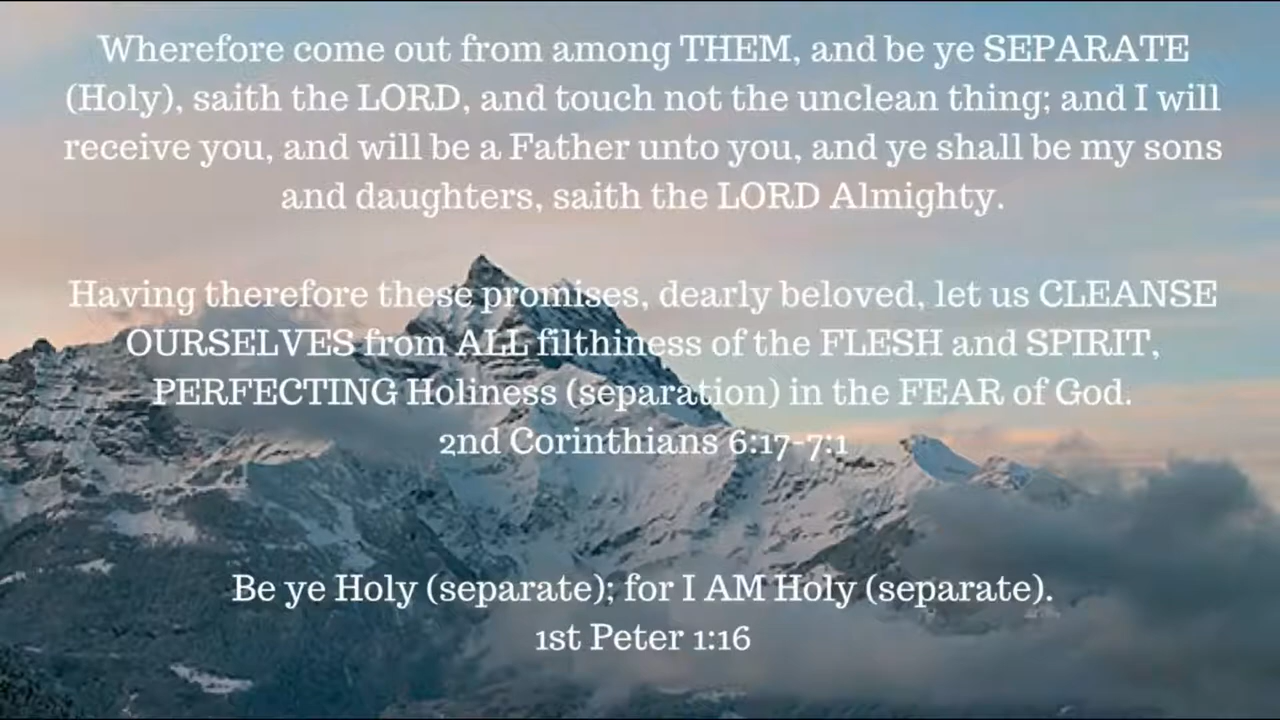 Wherefore come out from among THEM, and be ye SEPARATE
(Holy), saith the LORD, and touch not the unclean thing; and I will
receive you, and will be a Father unto you, and ye shall be my sons
and daughters, saith the LORD Almighty.
Having therefore these promises, dearly beloved, let us CLEANSE
OURSELVES from ALL filthiness of the FLESH and SPIRIT,
PERFECTING Holiness (separation) in the FEAR of God.
2nd Corinthians 6:17-7:1
Be ye Holy (separate); for I AM Holy (separate).
1st Peter 1:16